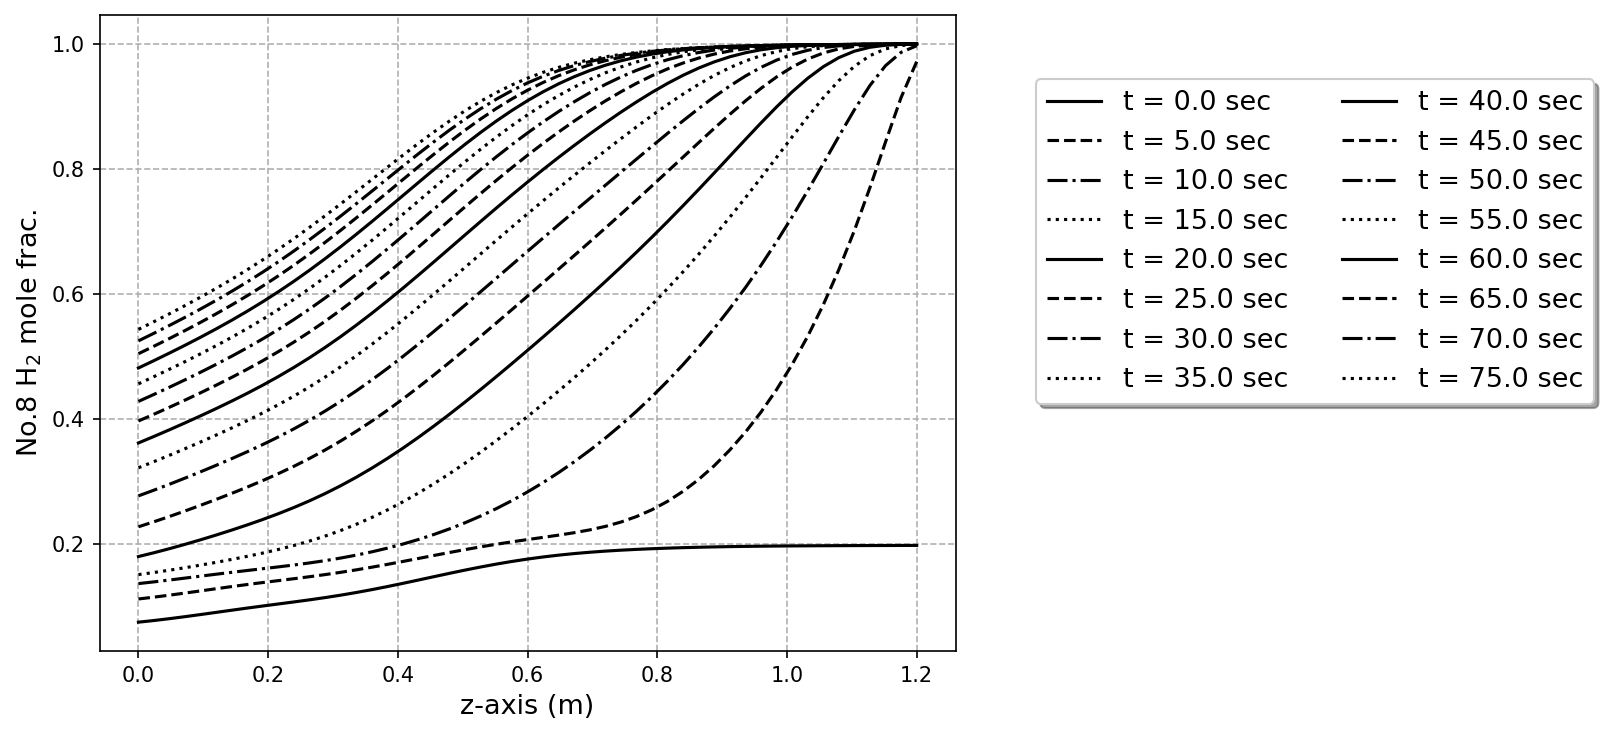 1.0
0.8
0.6
0.4
0.2
No.8 H₂ mole frac.
0.0 0.2 0.4 0.6 0.8 1.0 1.2
z-axis (m)
t = 0.0 sec
t = 5.0 sec
t = 10.0 sec
t = 15.0 sec
t = 20.0 sec
t = 25.0 sec
t = 30.0 sec
t = 35.0 sec
t = 40.0 sec
t = 45.0 sec
t = 50.0 sec
t = 55.0 sec
t = 60.0 sec
t = 65.0 sec
t = 70.0 sec
t = 75.0 sec